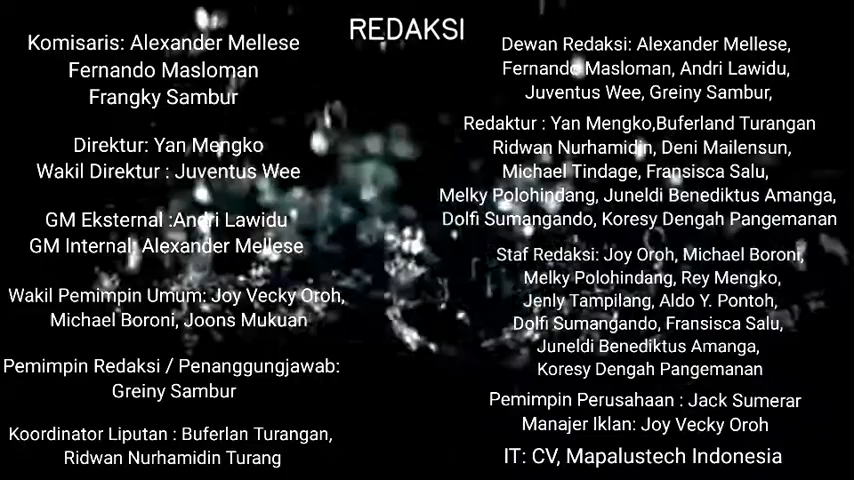 REDAKSI
Komisaris: Alexander Mellese
Fernando Masloman
Frangky Sambur
Direktur: Yan Mengko
Wakil Direktur : Juventus Wee
GM Eksternal :Andri Lawidu
GM Internal: Alexander Mellese
Wakil Pemimpin Umum: Joy Vecky Oroh,
Michael Boroni, Joons Mukuan
Pemimpin Redaksi / Penanggungjawab:
Greiny Sambur
Koordinator Liputan : Buferlan Turangan,
Ridwan Nurhamidin Turang
Dewan Redaksi: Alexander Mellese,
Fernando Masloman, Andri Lawidu,
Juventus Wee, Greiny Sambur,
Redaktur : Yan Mengko,Buferland Turangan
Ridwan Nurhamidin, Deni Mailensun,
Michael Tindage, Fransisca Salu,
Melky Polohindang, Juneldi Benediktus Amanga,
Dolfi Sumangando, Koresy Dengah Pangemanan
Staf Redaksi: Joy Oroh, Michael Boroni,
Melky Polohindang, Rey Mengko,
Jenly Tampilang, Aldo Y. Pontoh,
Dolfi Sumangando, Fransisca Salu,
Juneldi Benediktus Amanga,
Koresy Dengah Pangemanan
Pemimpin Perusahaan : Jack Sumerar
Manajer Iklan: Joy Vecky Oroh
IT: CV, Mapalustech Indonesia